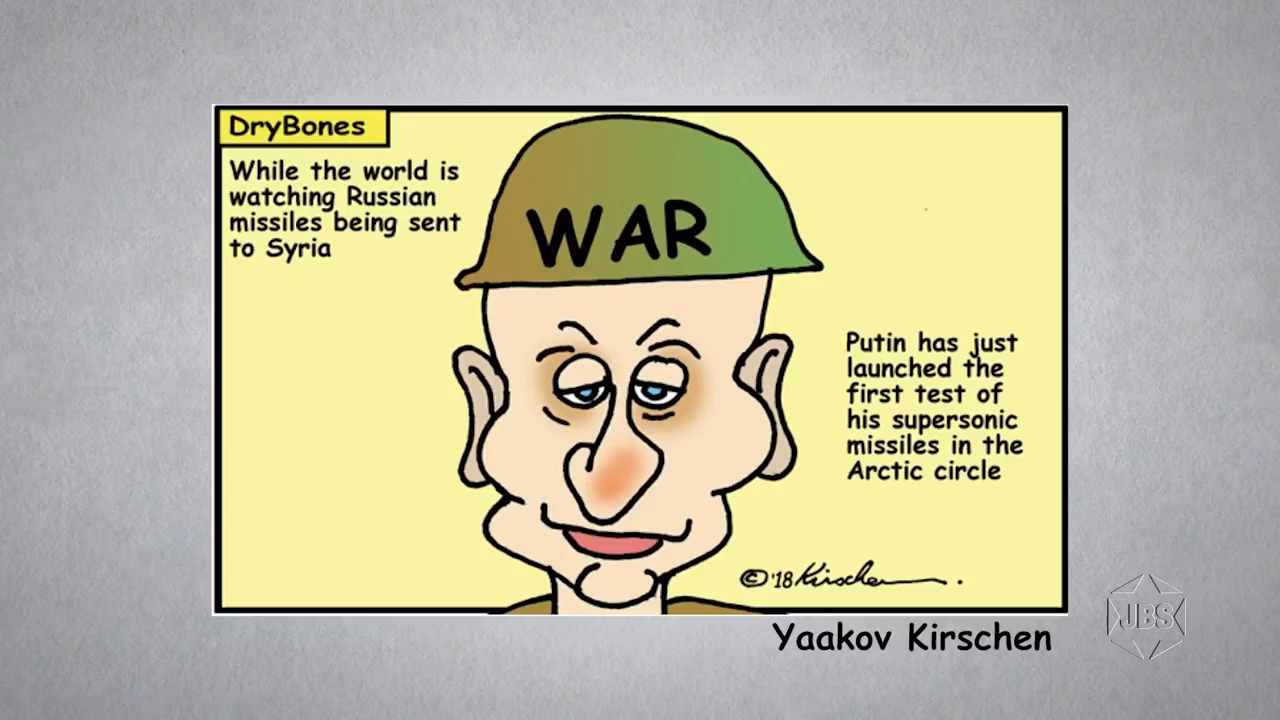 DryBones
While the world is
watching Russian
missiles being sent
to Syria
WAR
Putin has just
launched the
first test of
his supersonic
missiles in the
Arctic circle
© '18 Kirschen
Yaakov Kirschen
JBS